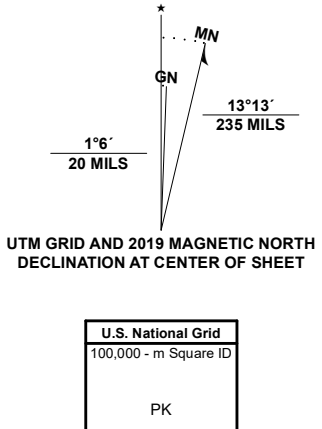 ★
MN
GN
13°13´
235 MILS
1°6´
20 MILS
UTM GRID AND 2019 MAGNETIC NORTH
DECLINATION AT CENTER OF SHEET
U.S. National Grid
100,000 - m Square ID
PK